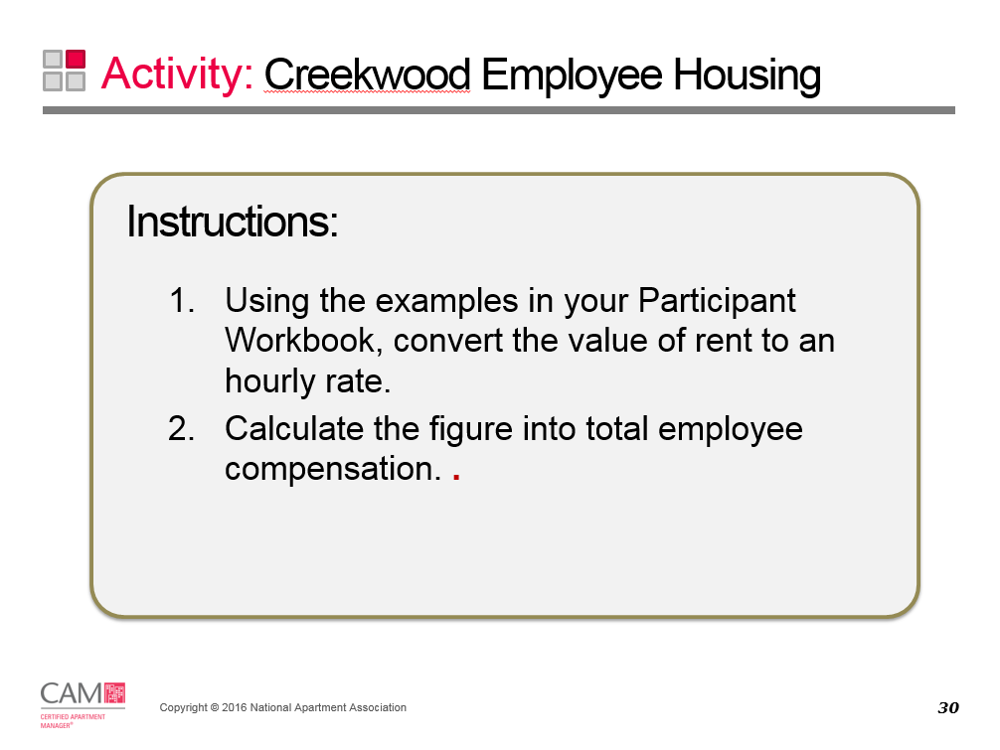 Activity: Creekwood Employee Housing
Instructions:
1. Using the examples in your Participant
Workbook, convert the value of rent to an
hourly rate.
2. Calculate the figure into total employee
compensation. .
CAM
CERTIFIED APARTMENT
MANAGER®
Copyright © 2016 National Apartment Association
30